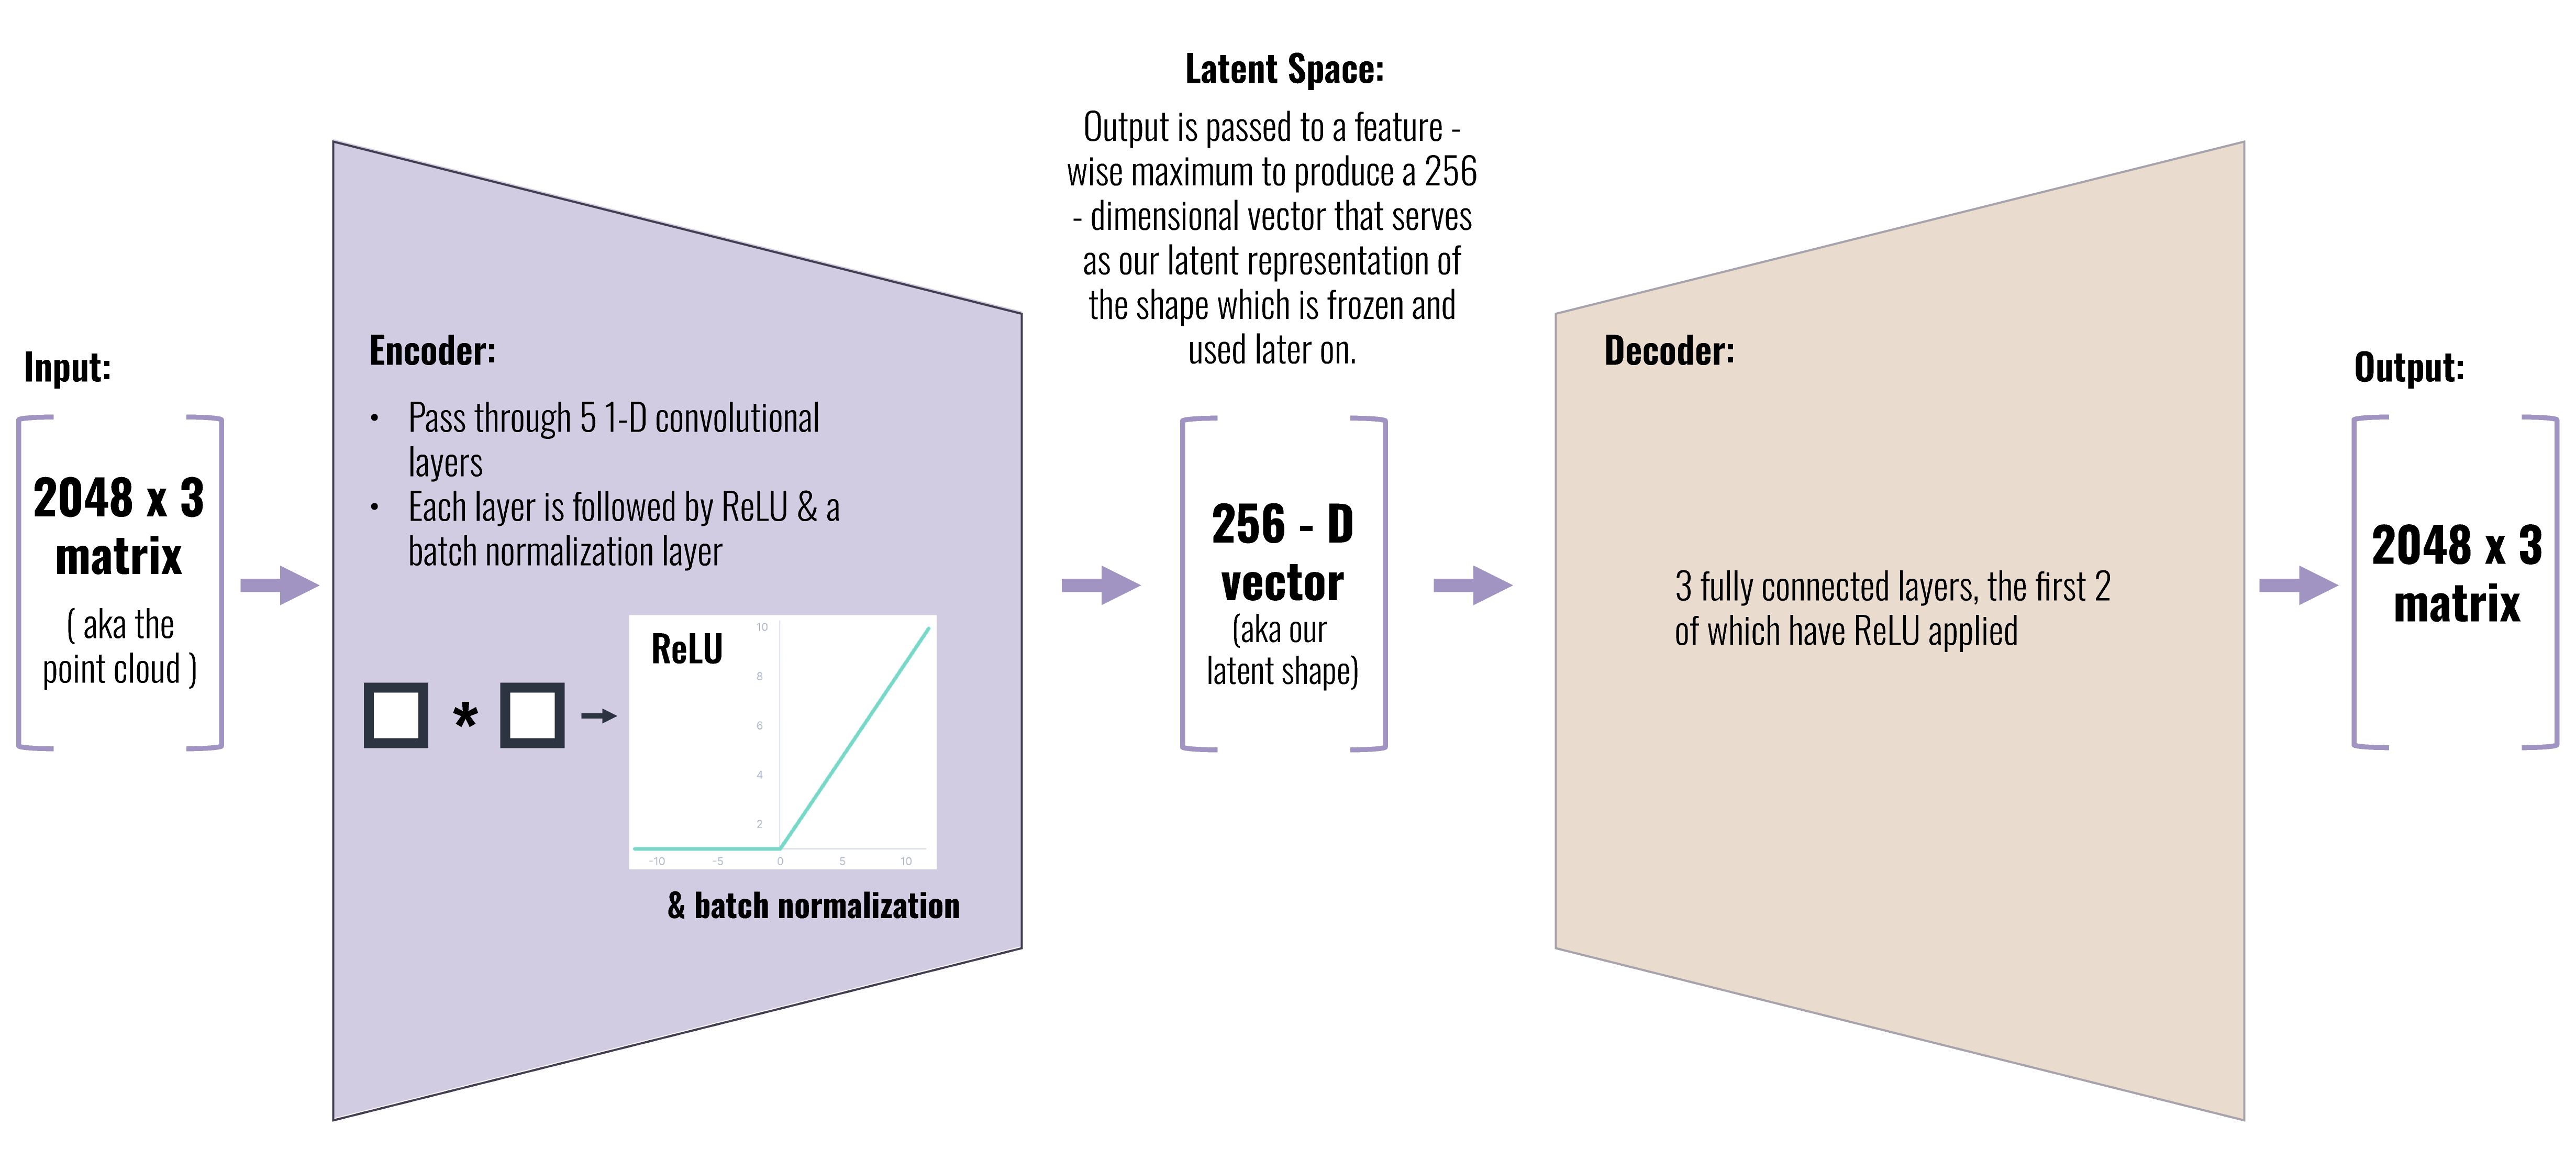 Input:
2048 x 3
matrix
( aka the
point cloud )
Encoder:
• Pass through 5 1-D convolutional
layers
• Each layer is followed by ReLU & a
batch normalization layer
*
ReLU
10
8
6
4
2
-10 -5 0 5 10
& batch normalization
Latent Space:
Output is passed to a feature -
wise maximum to produce a 256
- dimensional vector that serves
as our latent representation of
the shape which is frozen and
used later on.
256 - D
vector
(aka our
latent shape)
Decoder:
3 fully connected layers, the first 2
of which have ReLU applied
Output:
2048 x 3
matrix